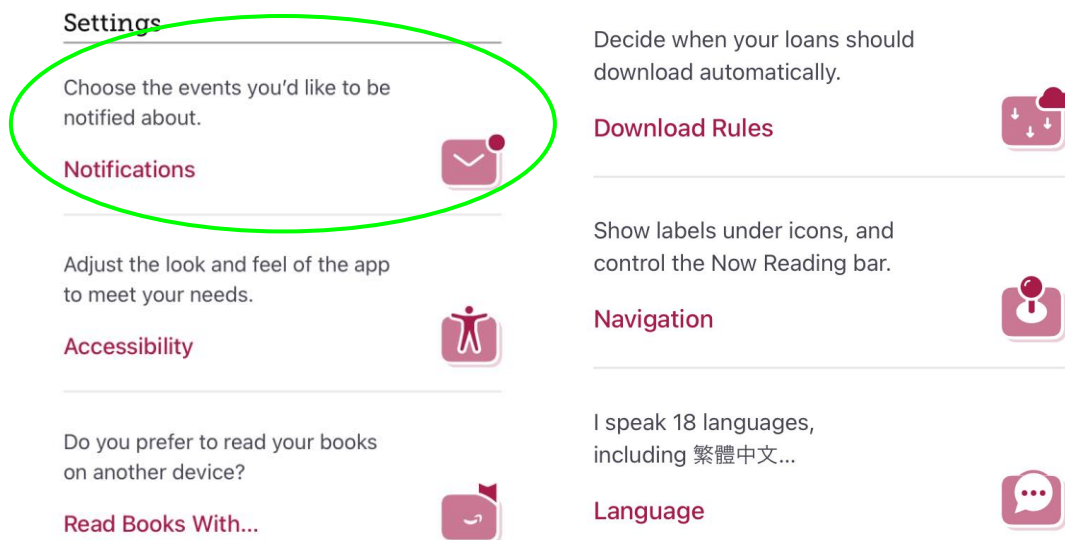 Settings
Choose the events you’d like to be
notified about.
Notifications
Adjust the look and feel of the app
to meet your needs.
Accessibility
Do you prefer to read your books
on another device?
Read Books With...
Decide when your loans should
download automatically.
Download Rules
Show labels under icons, and
control the Now Reading bar.
Navigation
I speak 18 languages,
including 繁體中文...
Language